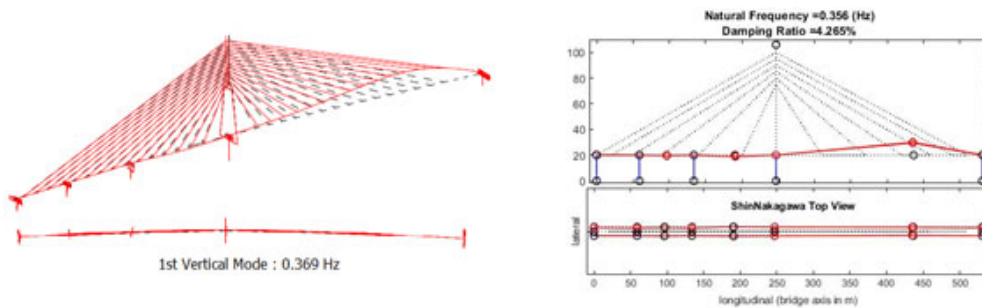 1st Vertical Mode : 0.369 Hz
Natural Frequency =0.356 (Hz)
Damping Ratio =4.265%
100
80
60
40
20
0
ShinNakagawa Top View
lateral
0 50 100 150 200 250 300 350 400 450 500
longitudinal (bridge axis in m)